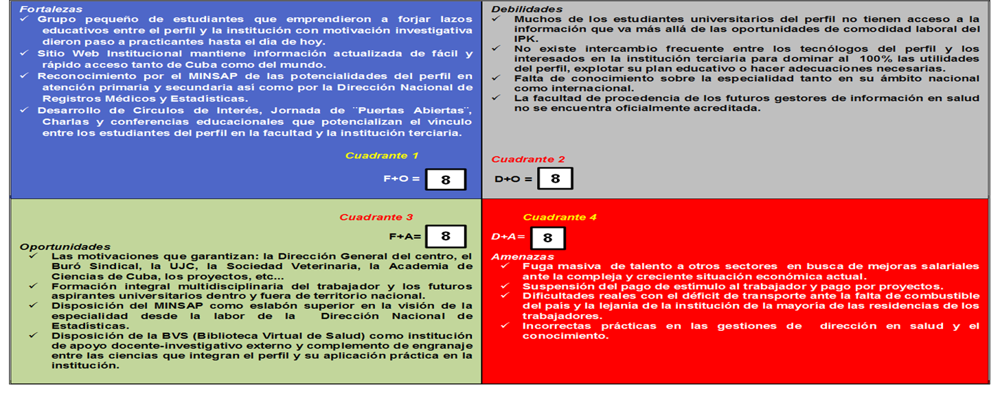 Fortalezas
✓ Grupo pequeño de estudiantes que emprendieron a forjar lazos
educativos entre el perfil y la institución con motivación investigativa
dieron paso a practicantes hasta el día de hoy.
✓ Sitio Web Institucional mantiene información actualizada de fácil y
rápido acceso tanto de Cuba como del mundo.
✓ Reconocimiento por el MINSAP de las potencialidades del perfil en
atención primaria y secundaria así como por la Dirección Nacional de
Registros Médicos y Estadísticas.
✓ Desarrollo de Círculos de Interés, Jornada de ¨Puertas Abiertas¨,
Charlas y conferencias educacionales que potencializan el vínculo
entre los estudiantes del perfil en la facultad y la institución terciaria.
Cuadrante 1
F+O = 8
Debilidades
✓ Muchos de los estudiantes universitarios del perfil no tienen acceso a la
información que va más allá de las oportunidades de comodidad laboral del
IPK.
✓ No existe intercambio frecuente entre los tecnólogos del perfil y los
interesados en la institución terciaria para dominar al 100% las utilidades
del perfil, explotar su plan educativo o hacer adecuaciones necesarias.
✓ Falta de conocimiento sobre la especialidad tanto en su ámbito nacional
como internacional.
✓ La facultad de procedencia de los futuros gestores de información en salud
no se encuentra oficialmente acreditada.
Cuadrante 2
D+O = 8
Cuadrante 3
F+A= 8
Oportunidades
✓ Las motivaciones que garantizan: la Dirección General del centro, el
Buró Sindical, la UJC, la Sociedad Veterinaria, la Academia de
Ciencias de Cuba, los proyectos, etc...
✓ Formación integral multidisciplinaria del trabajador y los futuros
aspirantes universitarios dentro y fuera de territorio nacional.
✓ Disposición del MINSAP como eslabón superior en la visión de la
especialidad desde la labor de la Dirección Nacional de
Estadísticas.
✓ Disposición de la BVS (Biblioteca Virtual de Salud) como institución
de apoyo docente-investigativo externo y complemento de engranaje
entre las ciencias que integran el perfil y su aplicación práctica en la
institución.
Cuadrante 4
D+A= 8
Amenazas
✓ Fuga masiva de talento a otros sectores en busca de mejoras salariales
ante la compleja y creciente situación económica actual.
✓ Suspensión del pago de estímulo al trabajador y pago por proyectos.
✓ Dificultades reales con el déficit de transporte ante la falta de combustible
del país y la lejanía de la institución de la mayoría de las residencias de los
trabajadores.
✓ Incorrectas prácticas en las gestiones de dirección en salud y el
conocimiento.